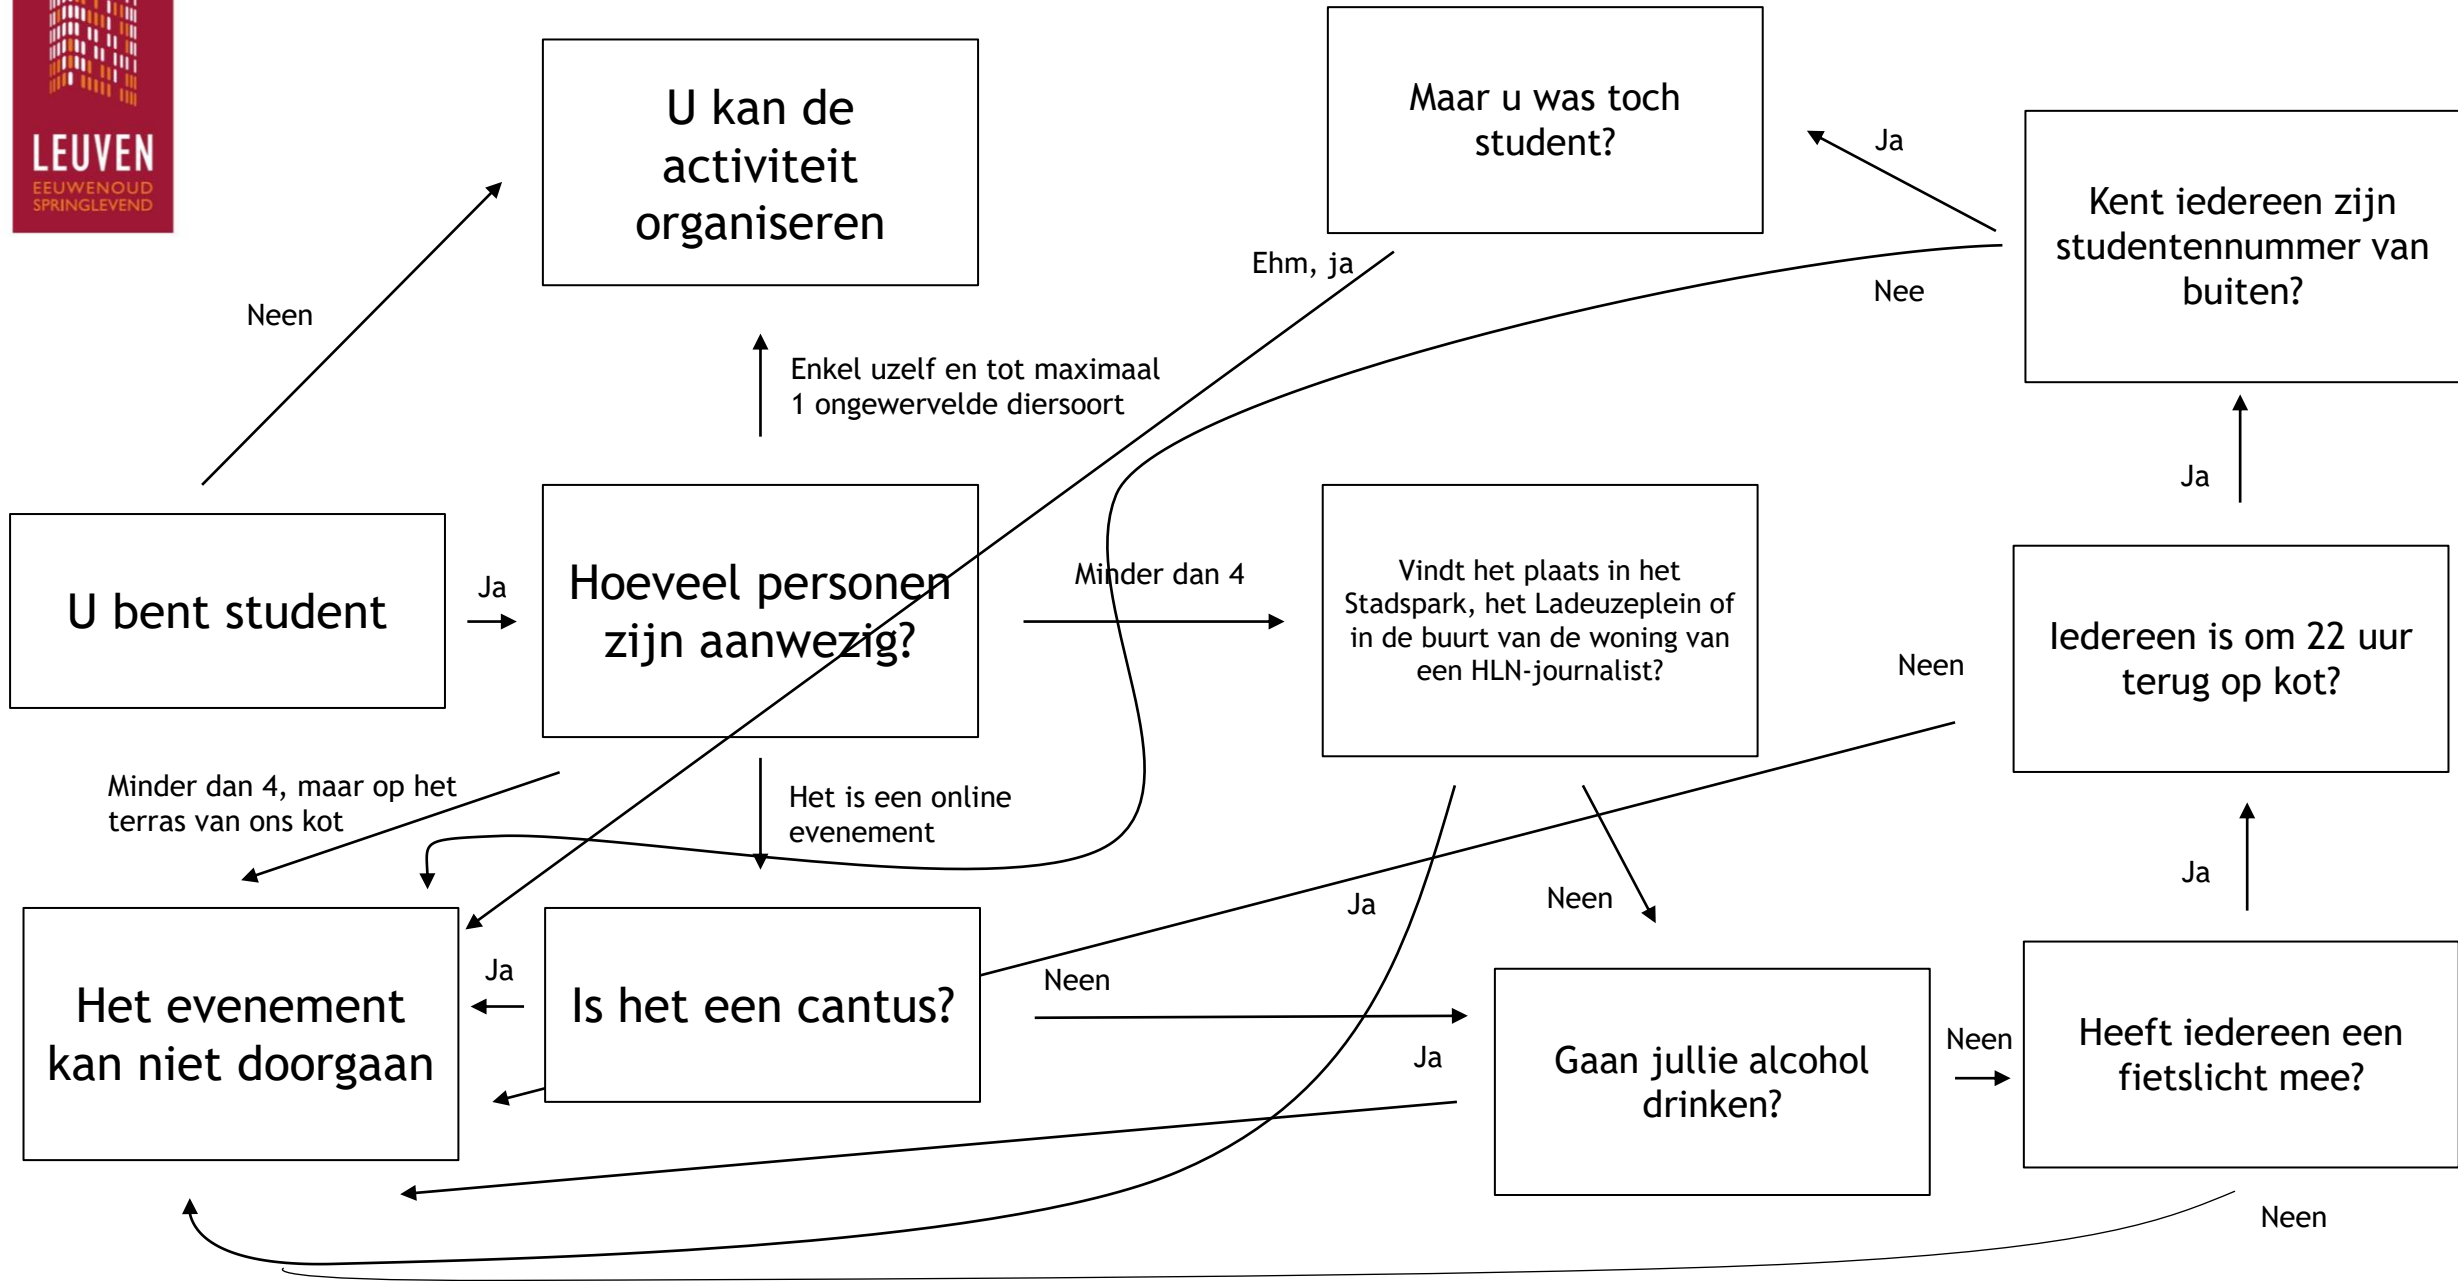 LEUVEN
EEUWENOUD
SPRINGLEVEND
U kan de
activiteit
organiseren
Maar u was toch
student?
Ja
Kent iedereen zijn
studentennummer van
buiten?
Neen
Ehm, ja
Nee
Enkel uzelf en tot maximaal
1 ongewervelde diersoort
Ja
U bent student
Ja
Hoeveel personen
zijn aanwezig?
Minder dan 4
Vindt het plaats in het
Stadspark, het Ladeuzeplein of
in de buurt van de woning van
een HLN-journalist?
Neen
Iedereen is om 22 uur
terug op kot?
Minder dan 4, maar op het
terras van ons kot
Het is een online
evenement
Ja
Neen
Ja
Het evenement
kan niet doorgaan
Ja
Is het een cantus?
Neen
Ja
Gaan jullie alcohol
drinken?
Neen
Heeft iedereen een
fietslicht mee?
Neen